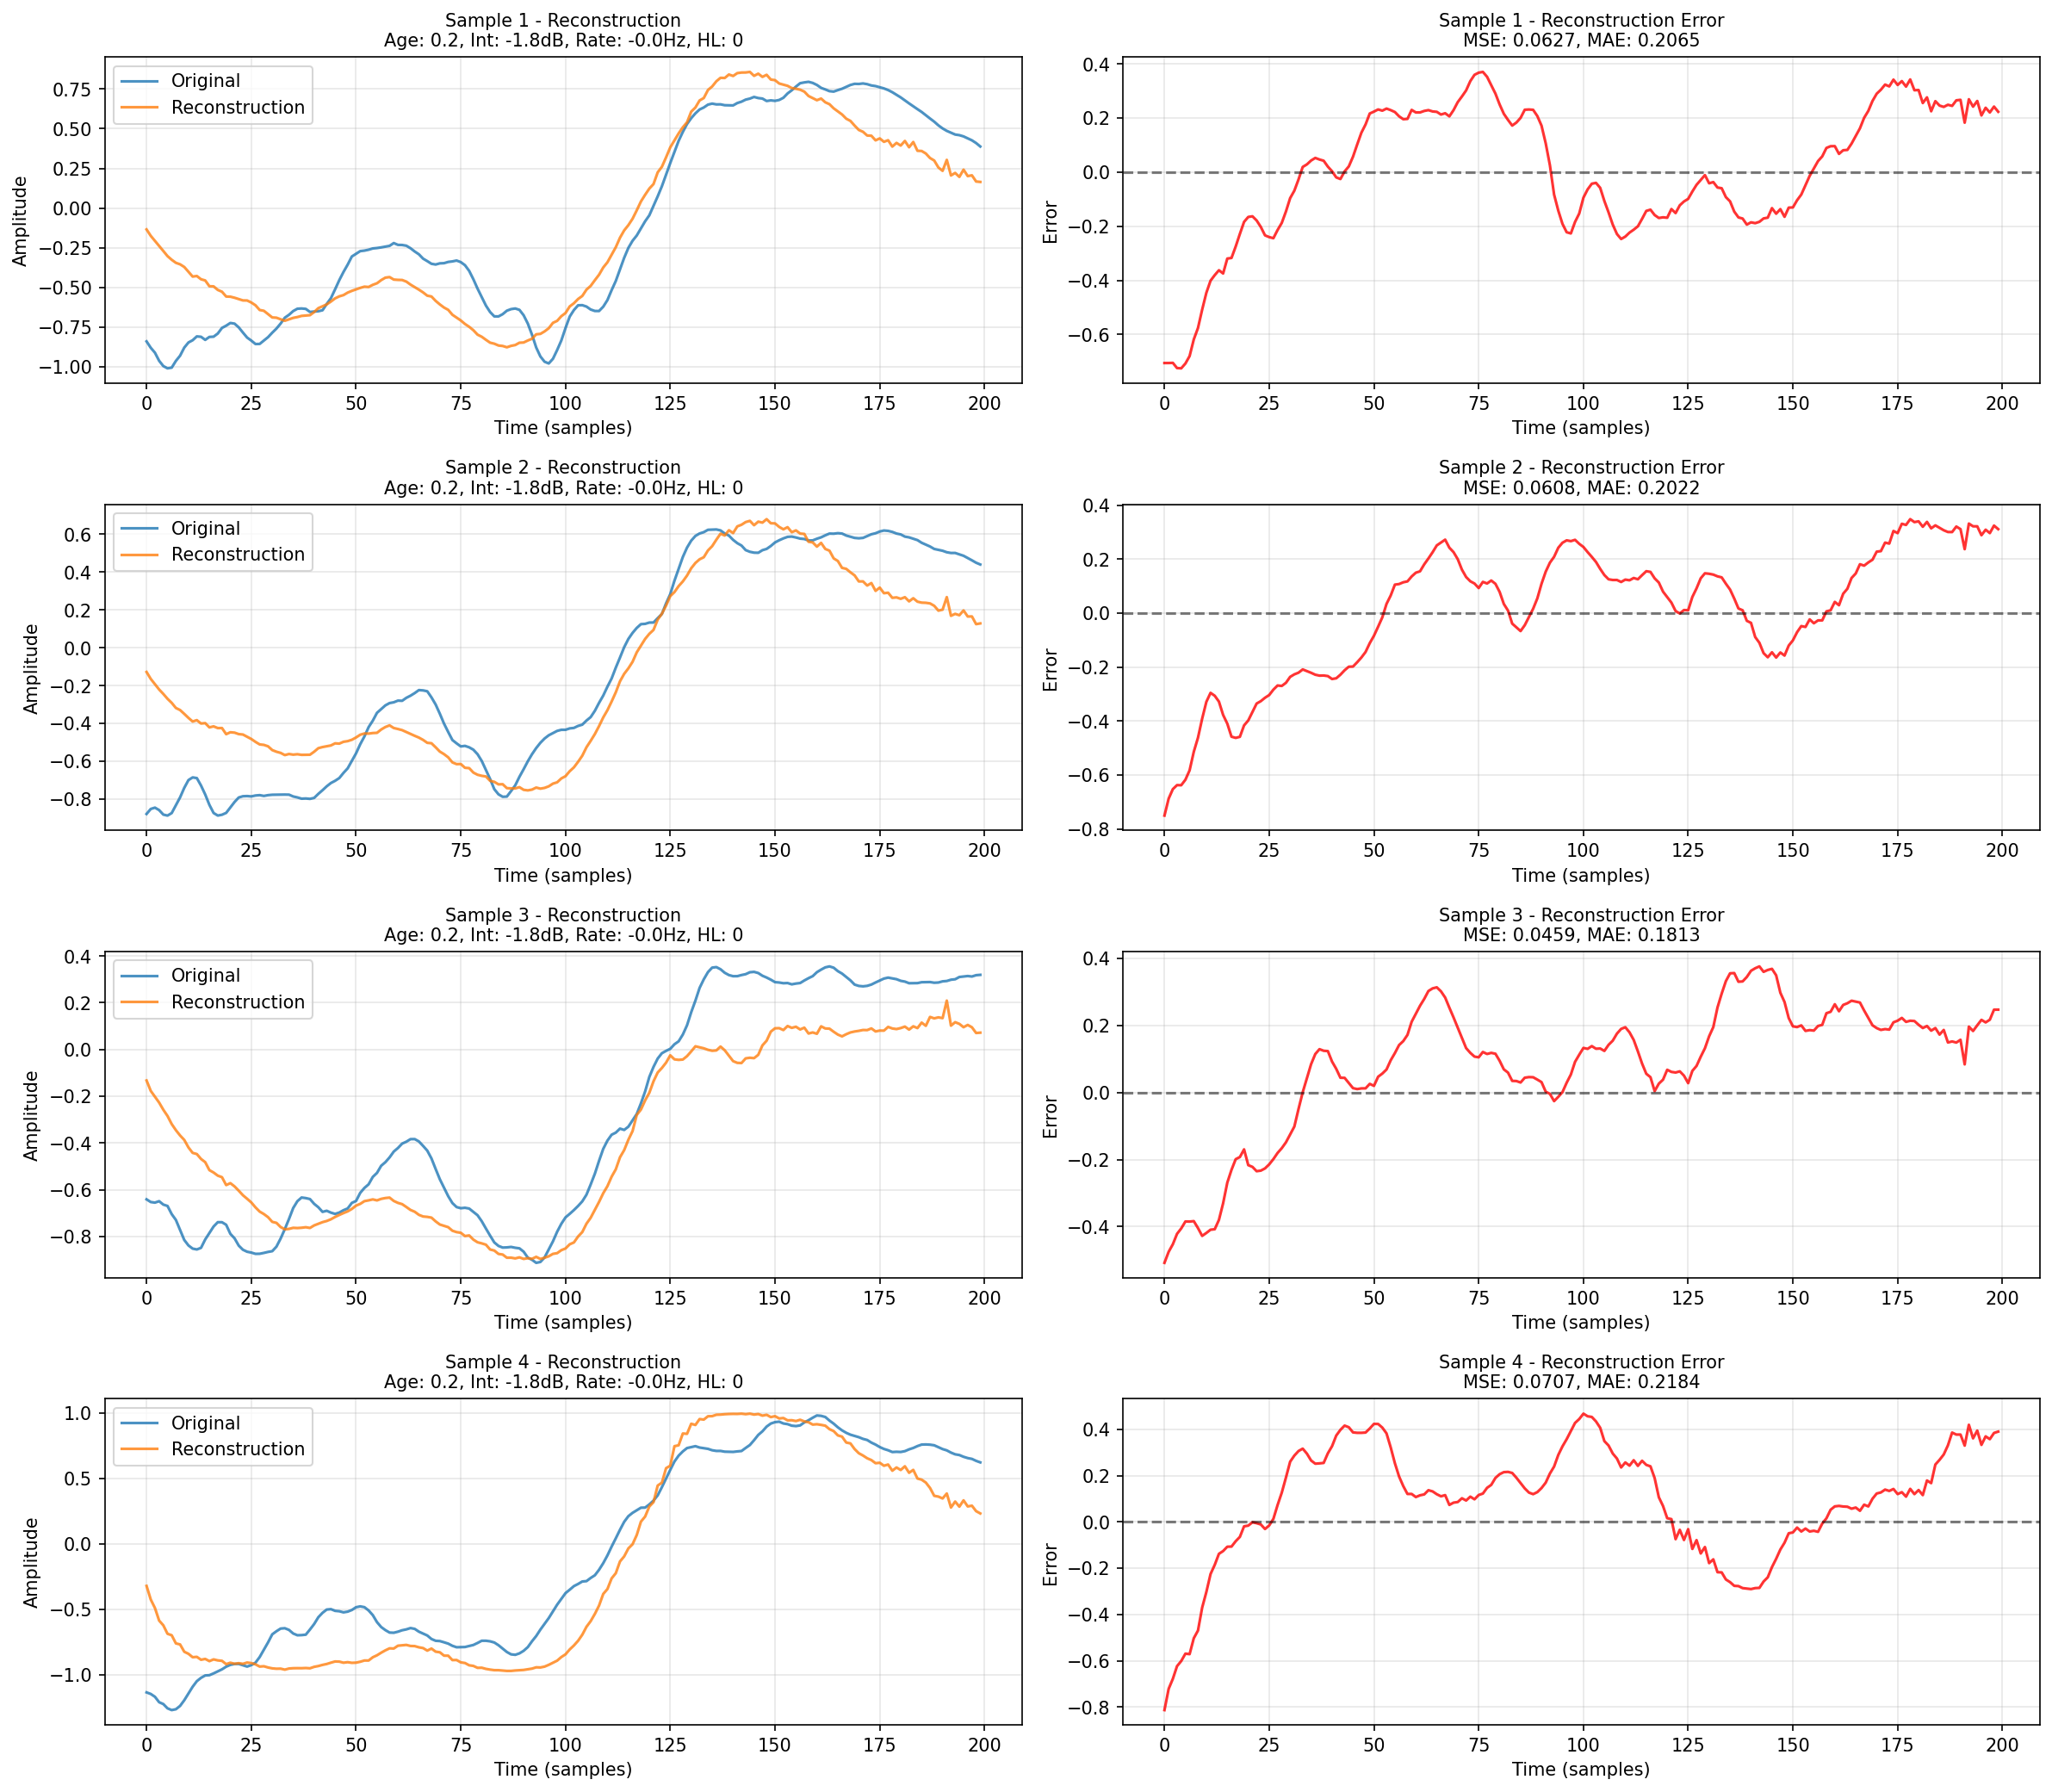 Sample 1 - Reconstruction
Age: 0.2, Int: -1.8dB, Rate: -0.0Hz, HL: 0
Original
Reconstruction
Amplitude
0.75
0.50
0.25
0.00
−0.25
−0.50
−0.75
−1.00
0 25 50 75 100 125 150 175 200
Time (samples)
Sample 1 - Reconstruction Error
MSE: 0.0627, MAE: 0.2065
Error
0.4
0.2
0.0
−0.2
−0.4
−0.6
0 25 50 75 100 125 150 175 200
Time (samples)
Sample 2 - Reconstruction
Age: 0.2, Int: -1.8dB, Rate: -0.0Hz, HL: 0
Original
Reconstruction
Amplitude
0.6
0.4
0.2
0.0
−0.2
−0.4
−0.6
−0.8
0 25 50 75 100 125 150 175 200
Time (samples)
Sample 2 - Reconstruction Error
MSE: 0.0608, MAE: 0.2022
Error
0.4
0.2
0.0
−0.2
−0.4
−0.6
−0.8
0 25 50 75 100 125 150 175 200
Time (samples)
Sample 3 - Reconstruction
Age: 0.2, Int: -1.8dB, Rate: -0.0Hz, HL: 0
Original
Reconstruction
Amplitude
0.4
0.2
0.0
−0.2
−0.4
−0.6
−0.8
0 25 50 75 100 125 150 175 200
Time (samples)
Sample 3 - Reconstruction Error
MSE: 0.0459, MAE: 0.1813
Error
0.4
0.2
0.0
−0.2
−0.4
0 25 50 75 100 125 150 175 200
Time (samples)
Sample 4 - Reconstruction
Age: 0.2, Int: -1.8dB, Rate: -0.0Hz, HL: 0
Original
Reconstruction
Amplitude
1.0
0.5
0.0
−0.5
−1.0
0 25 50 75 100 125 150 175 200
Time (samples)
Sample 4 - Reconstruction Error
MSE: 0.0707, MAE: 0.2184
Error
0.4
0.2
0.0
−0.2
−0.4
−0.6
−0.8
0 25 50 75 100 125 150 175 200
Time (samples)